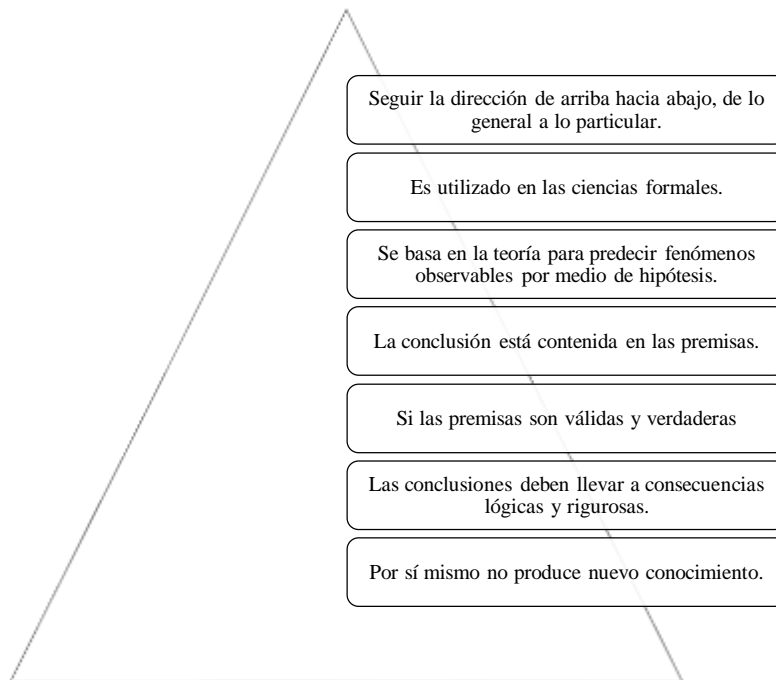 Seguir la dirección de arriba hacia abajo, de lo
general a lo particular.
Es utilizado en las ciencias formales.
Se basa en la teoría para predecir fenómenos
observables por medio de hipótesis.
La conclusión está contenida en las premisas.
Si las premisas son válidas y verdaderas
Las conclusiones deben llevar a consecuencias
lógicas y rigurosas.
Por sí mismo no produce nuevo conocimiento.